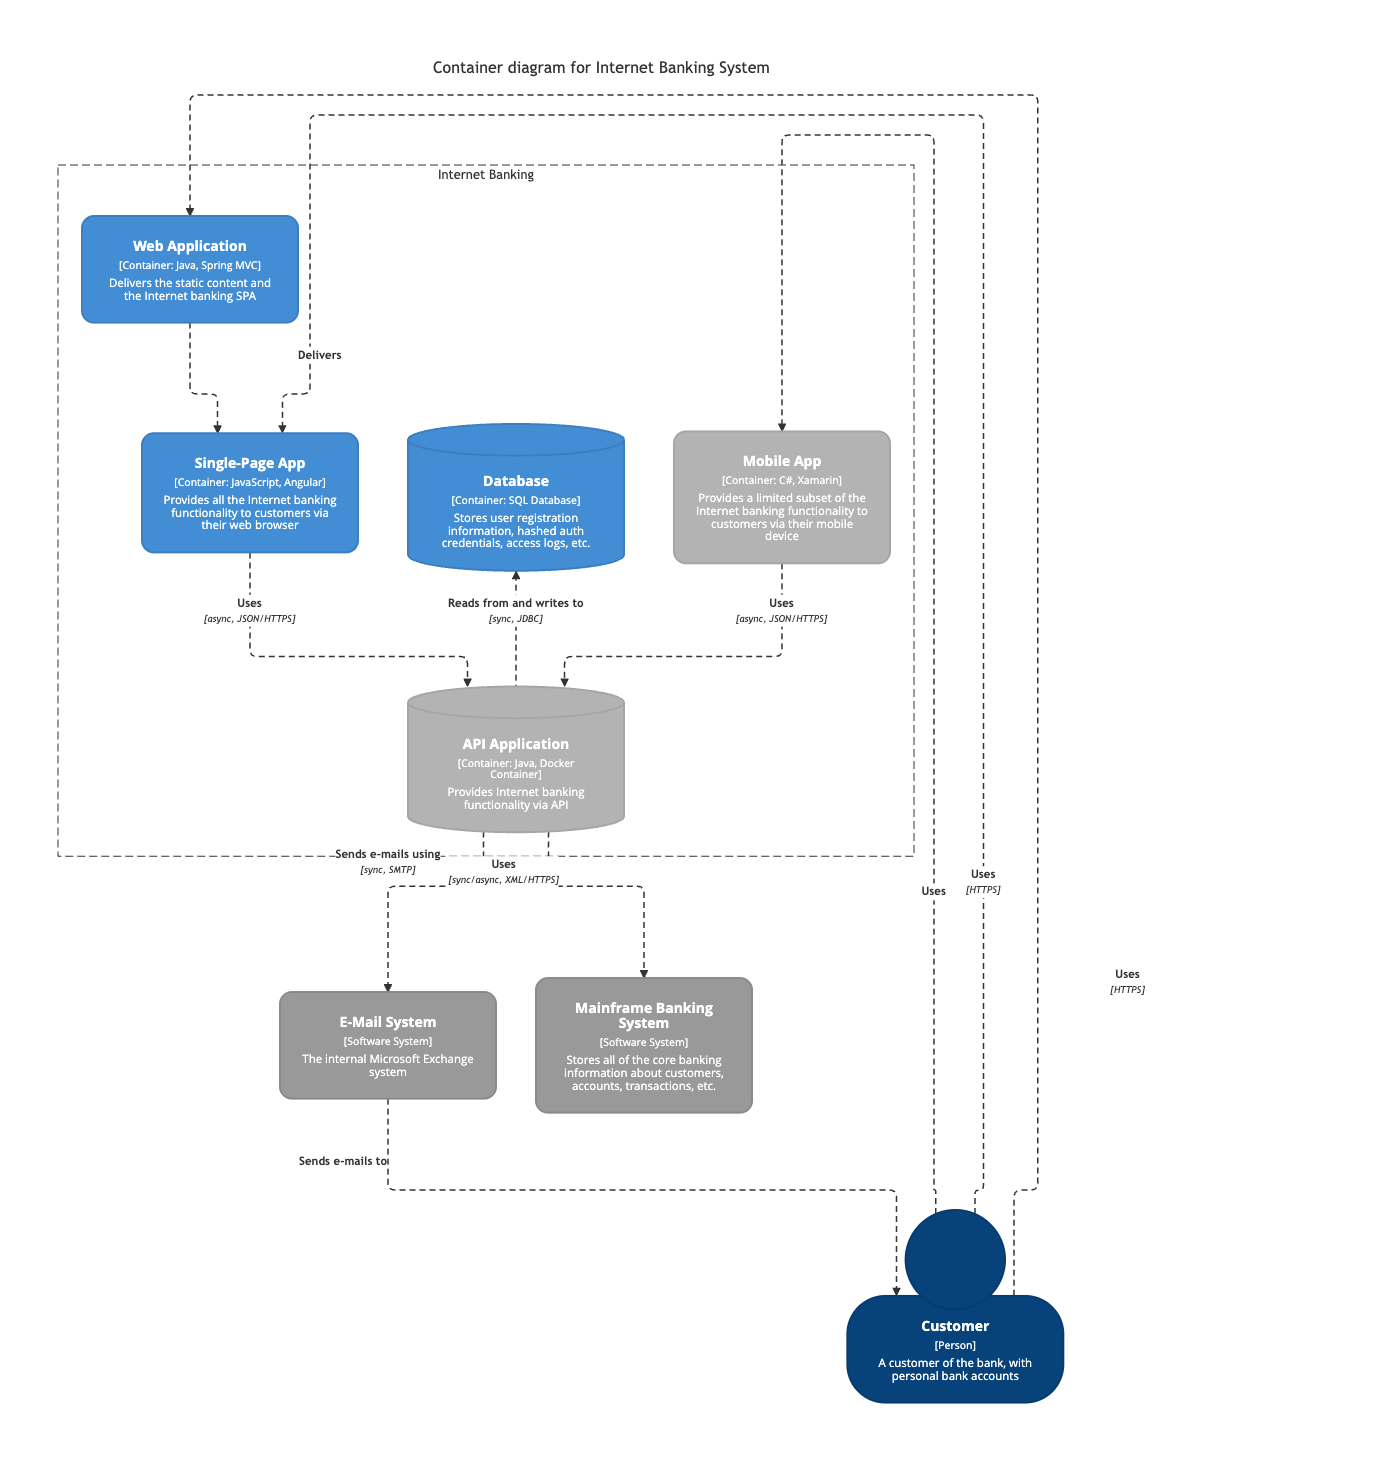 Container diagram for Internet Banking System
Internet Banking
Web Application
[Container: Java, Spring MVC]
Delivers the static content and
the Internet banking SPA
Delivers
Single-Page App
[Container: JavaScript, Angular]
Provides all the Internet banking
functionality to customers via
their web browser
Database
[Container: SQL Database]
Stores user registration
information, hashed auth
credentials, access logs, etc.
Mobile App
[Container: C#, Xamarin]
Provides a limited subset of the
Internet banking functionality to
customers via their mobile
device
Uses
[async, JSON/HTTPS]
Reads from and writes to
[sync, JDBC]
Uses
[async, JSON/HTTPS]
API Application
[Container: Java, Docker
Container]
Provides Internet banking
functionality via API
Sends e-mails using
[sync, SMTP]
Uses
[sync/async, XML/HTTPS]
Uses
Uses
[HTTPS]
Uses
[HTTPS]
E-Mail System
[Software System]
The internal Microsoft Exchange
system
Mainframe Banking
System
[Software System]
Stores all of the core banking
information about customers,
accounts, transactions, etc.
Sends e-mails to
Customer
[Person]
A customer of the bank, with
personal bank accounts